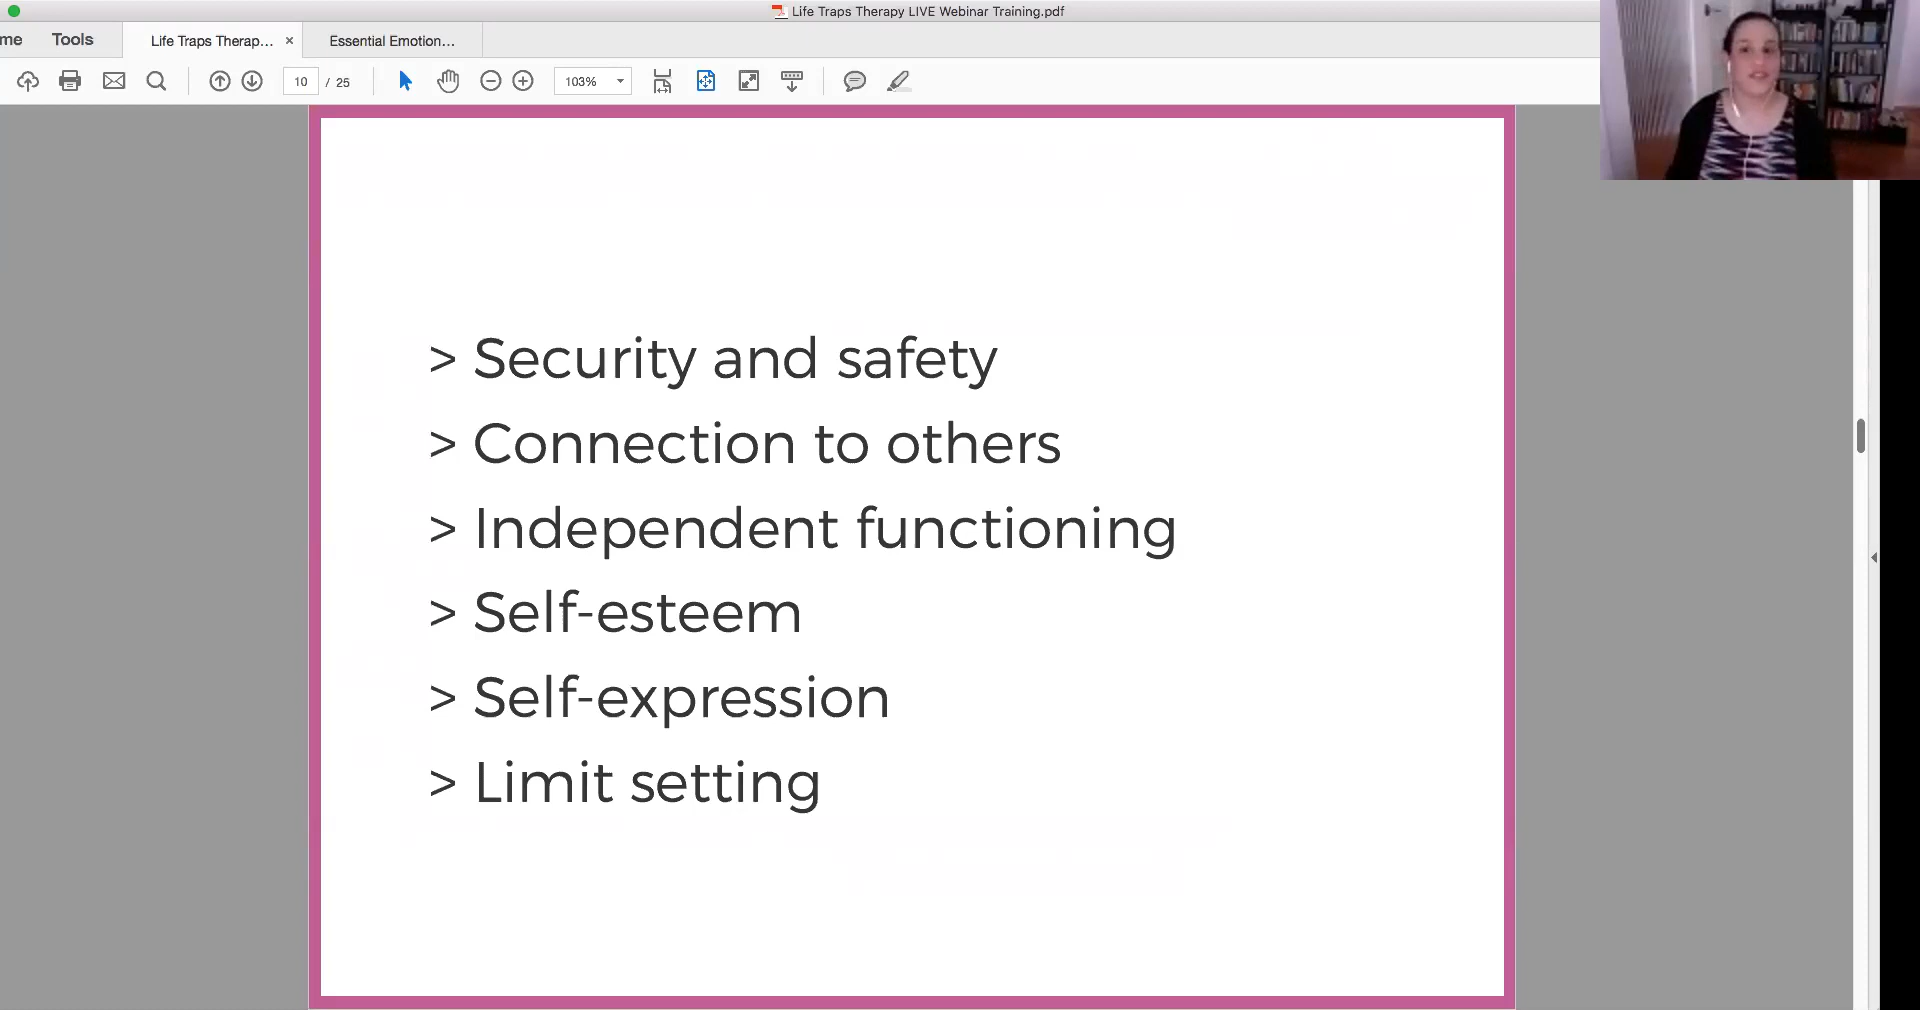 Life Traps Therapy LIVE Webinar Training.pdf
me
Tools
Life Traps Therap...
×
Essential Emotion...
10 / 25
103%
> Security and safety
> Connection to others
> Independent functioning
> Self-esteem
> Self-expression
> Limit setting